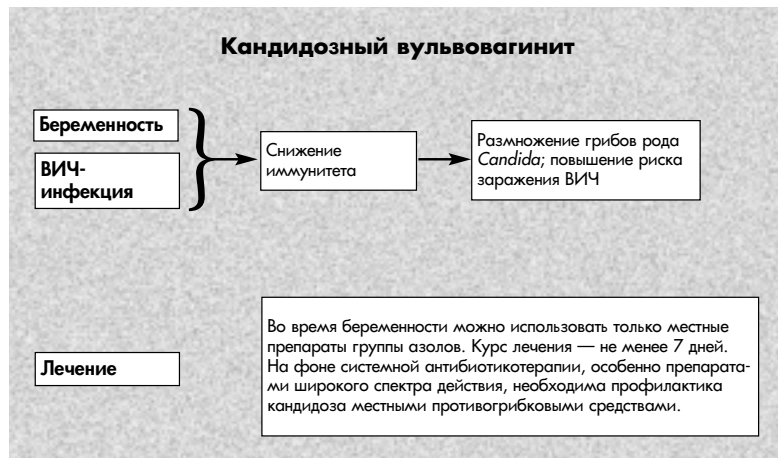 Кандидозный вульвовагинит
Беременность
ВИЧ-
инфекция
Снижение
иммунитета
Размножение грибов рода
Candida; повышение риска
заражения ВИЧ
Лечение
Во время беременности можно использовать только местные
препараты группы азолов. Курс лечения — не менее 7 дней.
На фоне системной антибиотикотерапии, особенно препарата-
ми широкого спектра действия, необходима профилактика
кандидоза местными противогрибковыми средствами.